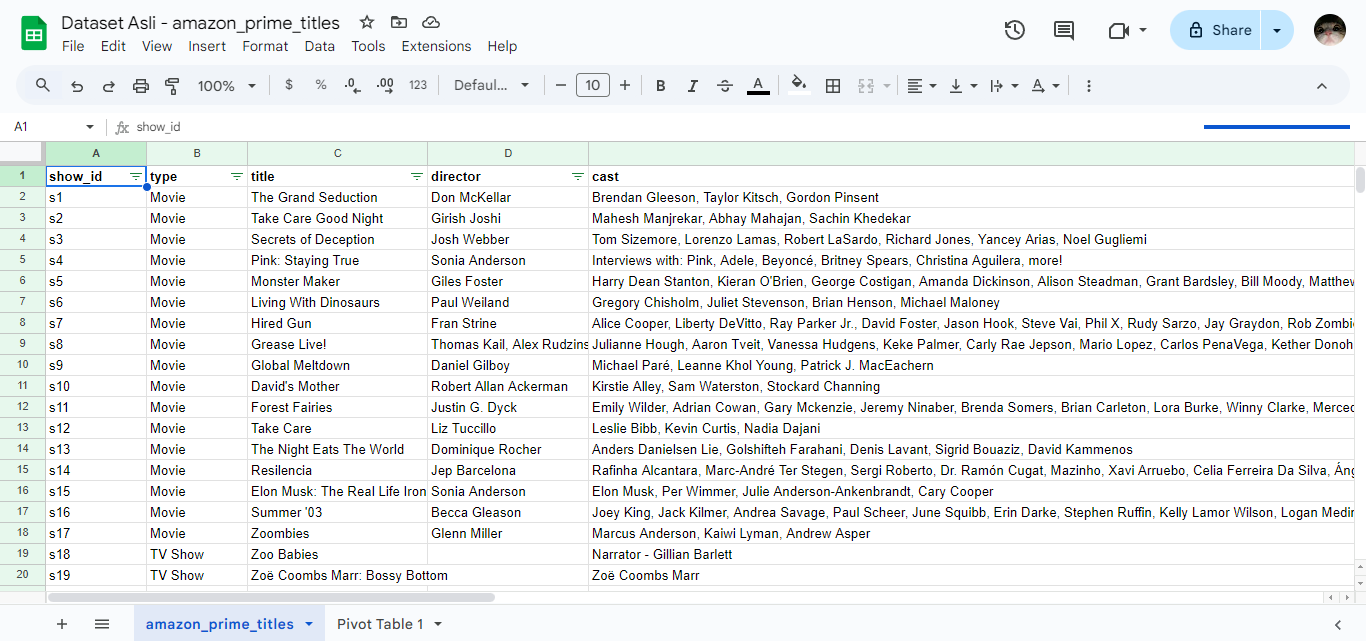 Dataset Asli - amazon_prime_titles
File Edit View Insert Format Data Tools Extensions Help
Share
100% $ % .0 .00 123 Defaul... − 10 + B I A A
A1 fx show_id
A B C D
1 show_id type title director cast
2 s1 Movie The Grand Seduction Don McKellar Brendan Gleeson, Taylor Kitsch, Gordon Pinsent
3 s2 Movie Take Care Good Night Girish Joshi Mahesh Manjrekar, Abhay Mahajan, Sachin Khedekar
4 s3 Movie Secrets of Deception Josh Webber Tom Sizemore, Lorenzo Lamas, Robert LaSardo, Richard Jones, Yancey Arias, Noel Gugliemi
5 s4 Movie Pink: Staying True Sonia Anderson Interviews with: Pink, Adele, Beyoncé, Britney Spears, Christina Aguilera, more!
6 s5 Movie Monster Maker Giles Foster Harry Dean Stanton, Kieran O'Brien, George Costigan, Amanda Dickinson, Alison Steadman, Grant Bardsley, Bill Moody, Matthew
7 s6 Movie Living With Dinosaurs Paul Weiland Gregory Chisholm, Juliet Stevenson, Brian Henson, Michael Maloney
8 s7 Movie Hired Gun Fran Strine Alice Cooper, Liberty DeVitto, Ray Parker Jr., David Foster, Jason Hook, Steve Vai, Phil X, Rudy Sarzo, Jay Graydon, Rob Zombi
9 s8 Movie Grease Live! Thomas Kail, Alex Rudzins Julianne Hough, Aaron Tveit, Vanessa Hudgens, Keke Palmer, Carly Rae Jepson, Mario Lopez, Carlos PenaVega, Kether Donoh
10 s9 Movie Global Meltdown Daniel Gilboy Michael Paré, Leanne Khol Young, Patrick J. MacEachern
11 s10 Movie David's Mother Robert Allan Ackerman Kirstie Alley, Sam Waterston, Stockard Channing
12 s11 Movie Forest Fairies Justin G. Dyck Emily Wilder, Adrian Cowan, Gary Mckenzie, Jeremy Ninaber, Brenda Somers, Brian Carleton, Lora Burke, Winny Clarke, Merced
13 s12 Movie Take Care Liz Tuccillo Leslie Bibb, Kevin Curtis, Nadia Dajani
14 s13 Movie The Night Eats The World Dominique Rocher Anders Danielsen Lie, Golshifteh Farahani, Denis Lavant, Sigrid Bouaziz, David Kammenos
15 s14 Movie Resilencia Jep Barcelona Rafinha Alcantara, Marc-André Ter Stegen, Sergi Roberto, Dr. Ramón Cugat, Mazinho, Xavi Arruebo, Celia Ferreira Da Silva, Áng
16 s15 Movie Elon Musk: The Real Life Iron Sonia Anderson Elon Musk, Per Wimmer, Julie Anderson-Ankenbrandt, Cary Cooper
17 s16 Movie Summer '03 Becca Gleason Joey King, Jack Kilmer, Andrea Savage, Paul Scheer, June Squibb, Erin Darke, Stephen Ruffin, Kelly Lamor Wilson, Logan Medin
18 s17 Movie Zoombies Glenn Miller Marcus Anderson, Kaiwi Lyman, Andrew Asper
19 s18 TV Show Zoo Babies Narrator - Gillian Barlett
20 s19 TV Show Zoë Coombs Marr: Bossy Bottom Zoë Coombs Marr
+ amazon_prime_titles Pivot Table 1